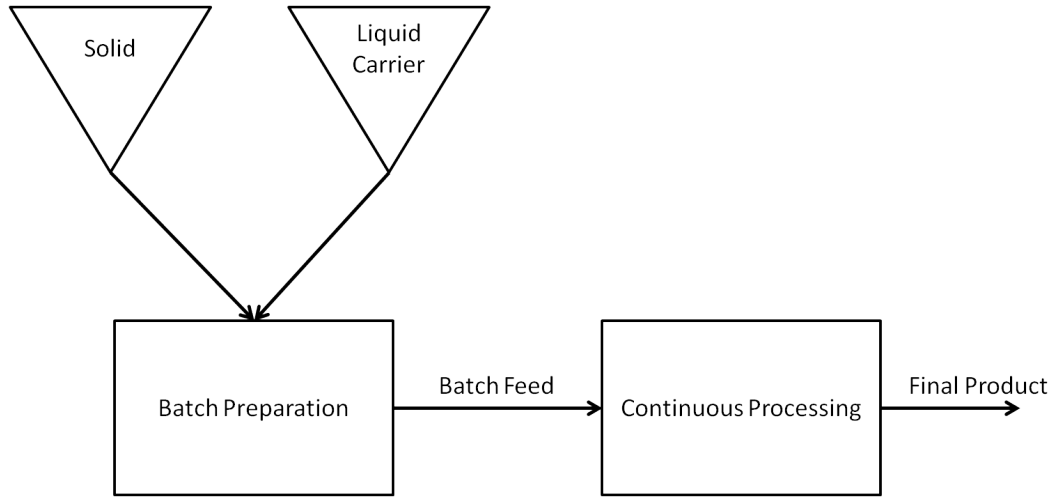 Solid
Liquid
Carrier
Batch Preparation
Batch Feed
Continuous Processing
Final Product